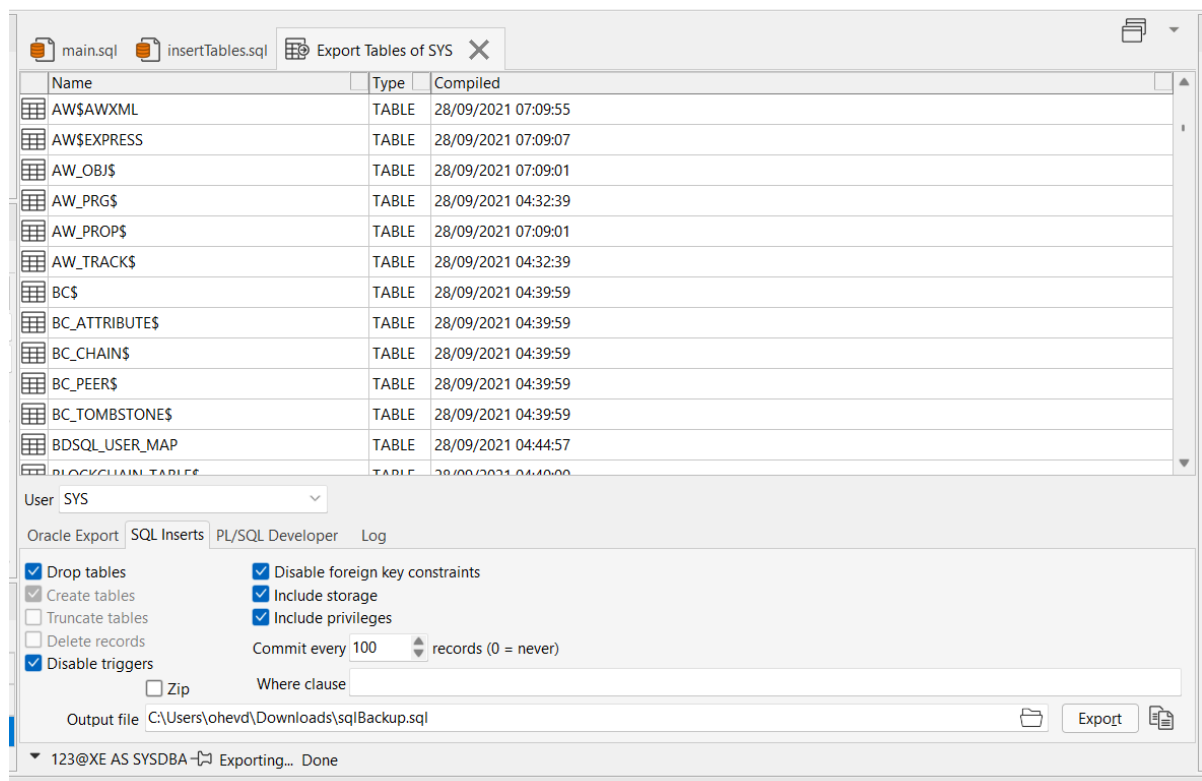 main.sql insertTables.sql Export Tables of SYS
Name Type Compiled
AW$AWXML TABLE 28/09/2021 07:09:55
AW$EXPRESS TABLE 28/09/2021 07:09:07
AW_OBJ$ TABLE 28/09/2021 07:09:01
AW_PRG$ TABLE 28/09/2021 04:32:39
AW_PROP$ TABLE 28/09/2021 07:09:01
AW_TRACK$ TABLE 28/09/2021 04:32:39
BC$ TABLE 28/09/2021 04:39:59
BC_ATTRIBUTE$ TABLE 28/09/2021 04:39:59
BC_CHAIN$ TABLE 28/09/2021 04:39:59
BC_PEER$ TABLE 28/09/2021 04:39:59
BC_TOMBSTONE$ TABLE 28/09/2021 04:39:59
BDSQL_USER_MAP TABLE 28/09/2021 04:44:57
BLOCKCHAIN_TABLE$ TABLE 28/09/2021
User SYS
Oracle Export SQL Inserts PL/SQL Developer Log
Drop tables Disable foreign key constraints
Create tables Include storage
Truncate tables Include privileges
Delete records Commit every 100 records (0 = never)
Disable triggers
Zip Where clause
Output file C:\Users\ohevd\Downloads\sqlBackup.sql Export
123@XE AS SYSDBA Exporting... Done